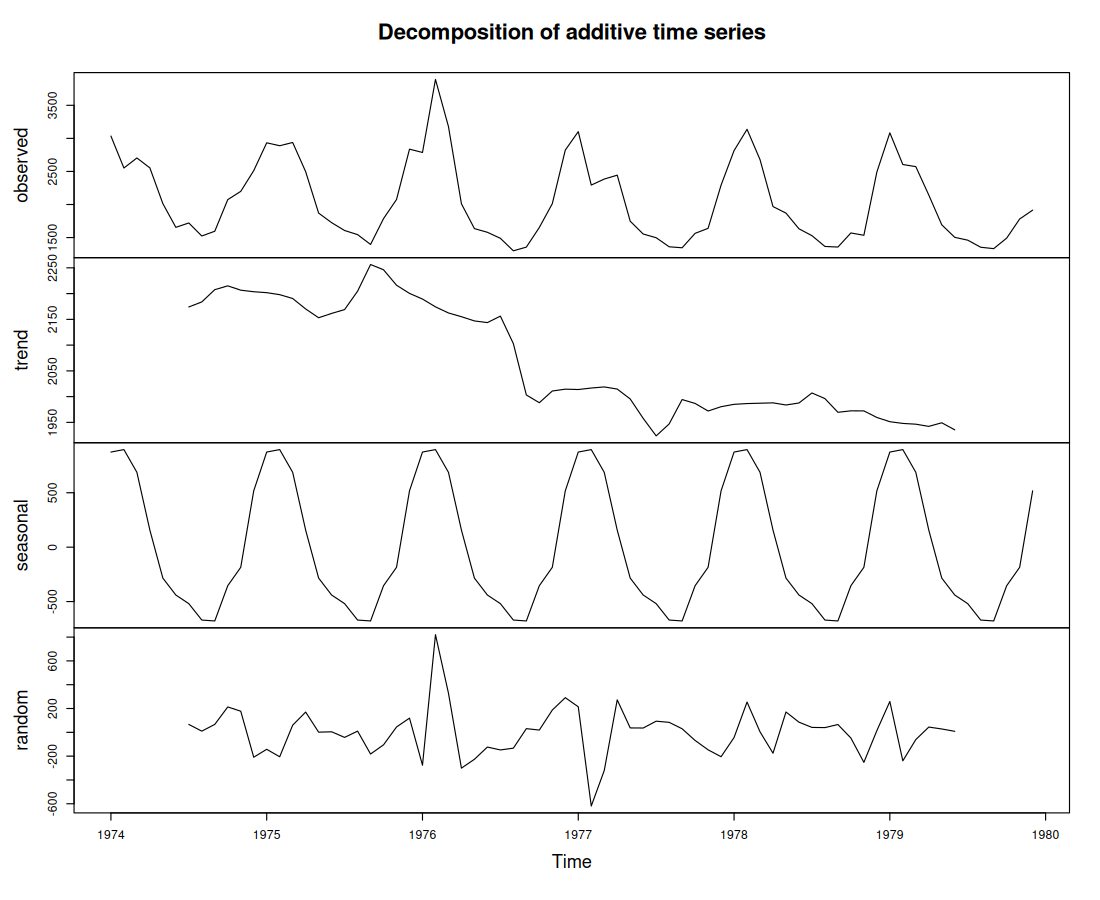 Decomposition of additive time series
observed
1500 2500 3500
trend
1950 2050 2150 2250
seasonal
-500 0 500
random
-600 -200 200 600
1974 1975 1976 1977 1978 1979 1980
Time